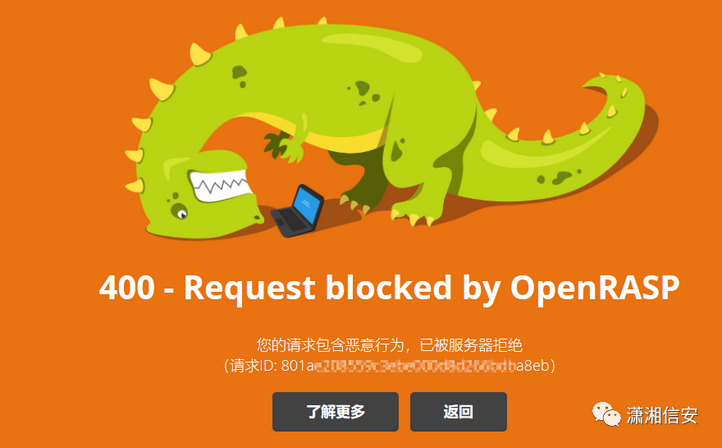 400 - Request blocked by OpenRASP
您的请求包含恶意行为，已被服务器拒绝
（请求ID: 801a
a8eb）
了解更多
返回
潇湘信安